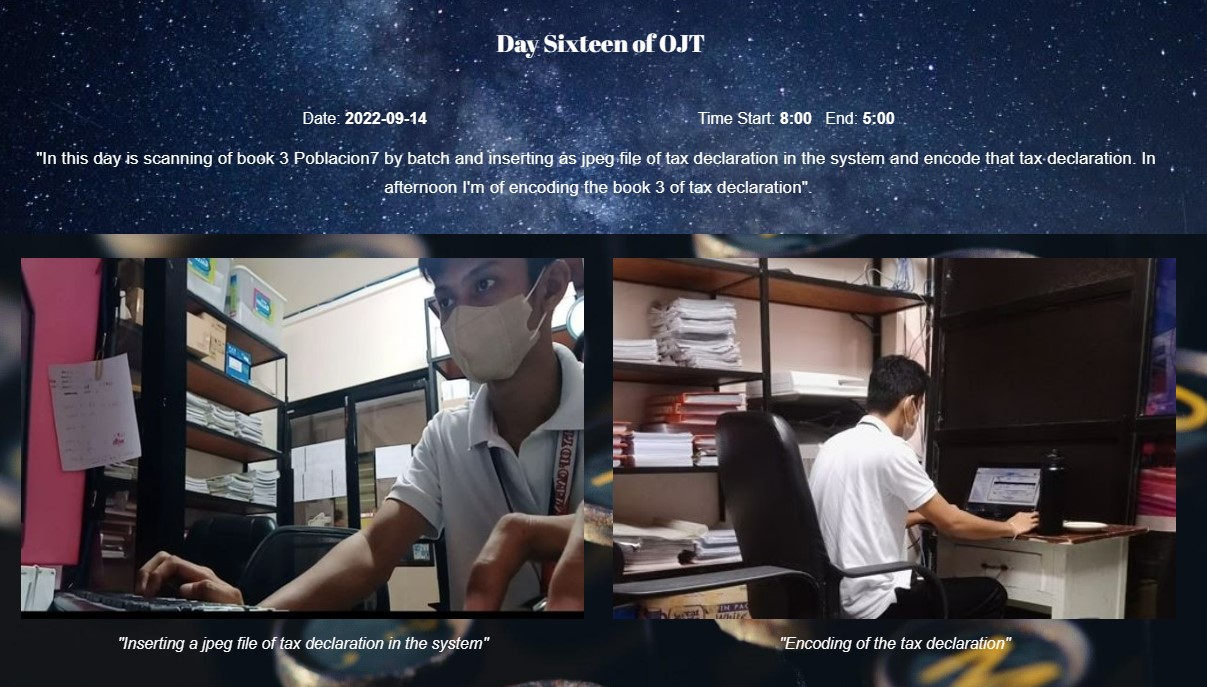 Day Sixteen of OJT
Date: 2022-09-14
Time Start: 8:00 End: 5:00
"In this day is scanning of book 3 Poblacion7 by batch and inserting as jpeg file of tax declaration in the system and encode that tax declaration. In
afternoon I'm of encoding the book 3 of tax declaration".
"Inserting a jpeg file of tax declaration in the system"
"Encoding of the tax declaration"